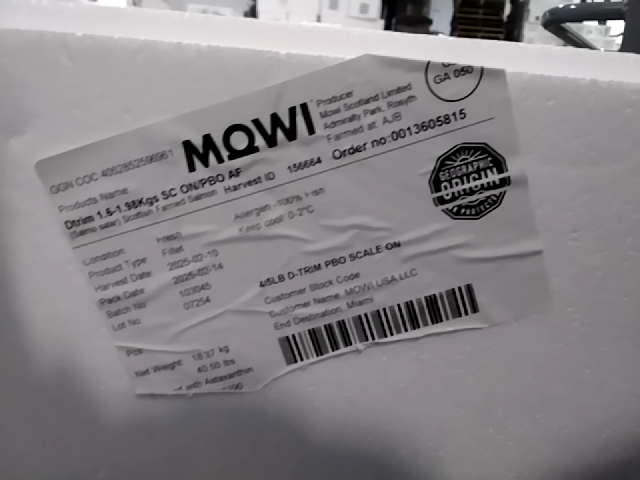 MOWI
Producer
Mowi Scotland Limited
Admiralty Park, Rosyth
Farmed at: AJB
GA 050
GGN COC
Products Name:
Dtrim 1.6-1.98Kgs SC ON/PBO AF
(Salmo salar) Scottish Farmed Salmon
Harvest ID 156664
Order no:0013605815
GEOGRAPHIC
ORIGIN
Condition Fresh
Product Type Fillet
Harvest Date 2025-02-10
Pack Date 2025-02-14
Batch No 103045
Lot No 07254
Allergen -100% Fish
Keep cool 0-2°C
4/5LB D-TRIM PBO SCALE ON
Customer Stock Code
Customer Name: MOWI USA LLC
End Destination: Miami
Pcs
Net Weight: 18.37 kg
40.50 lbs
with Astaxanthin